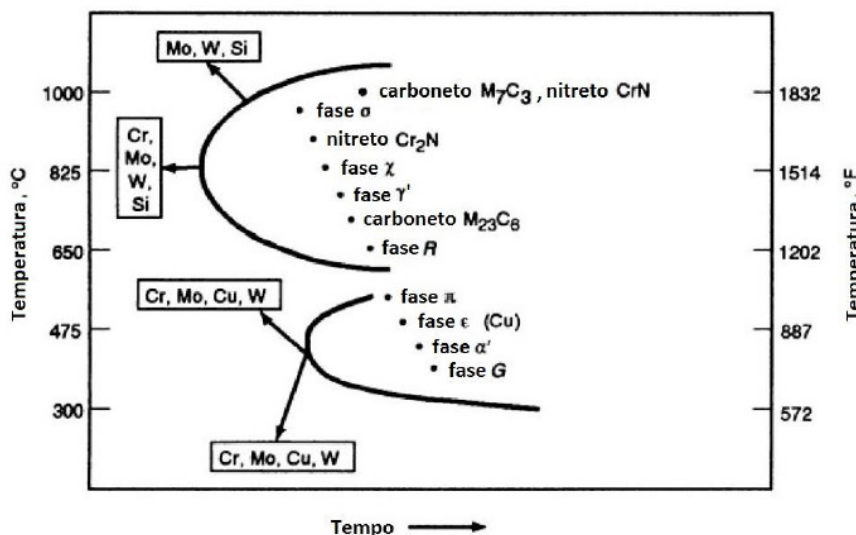 Mo, W, Si
1000
carboneto M7C3 , nitreto CrN
1832
fase σ
Cr,
Mo,
W,
Si
nitreto Cr2N
825
fase χ
1514
fase γ'
carboneto M23C6
650
fase R
1202
Temperatura, ºC
Temperatura, ºF
Cr, Mo, Cu, W
fase π
fase ε (Cu)
475
887
fase α'
fase G
300
572
Cr, Mo, Cu, W
Tempo